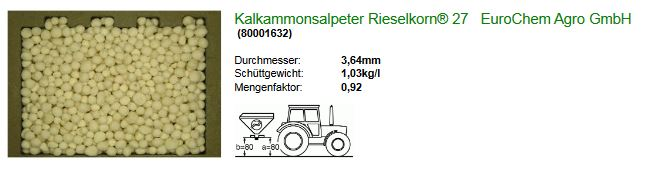 Kalkammonsalpeter Rieselkorn® 27 EuroChem Agro GmbH
(80001632)
Durchmesser: 3,64mm
Schüttgewicht: 1,03kg/l
Mengenfaktor: 0,92
b=80 a=80